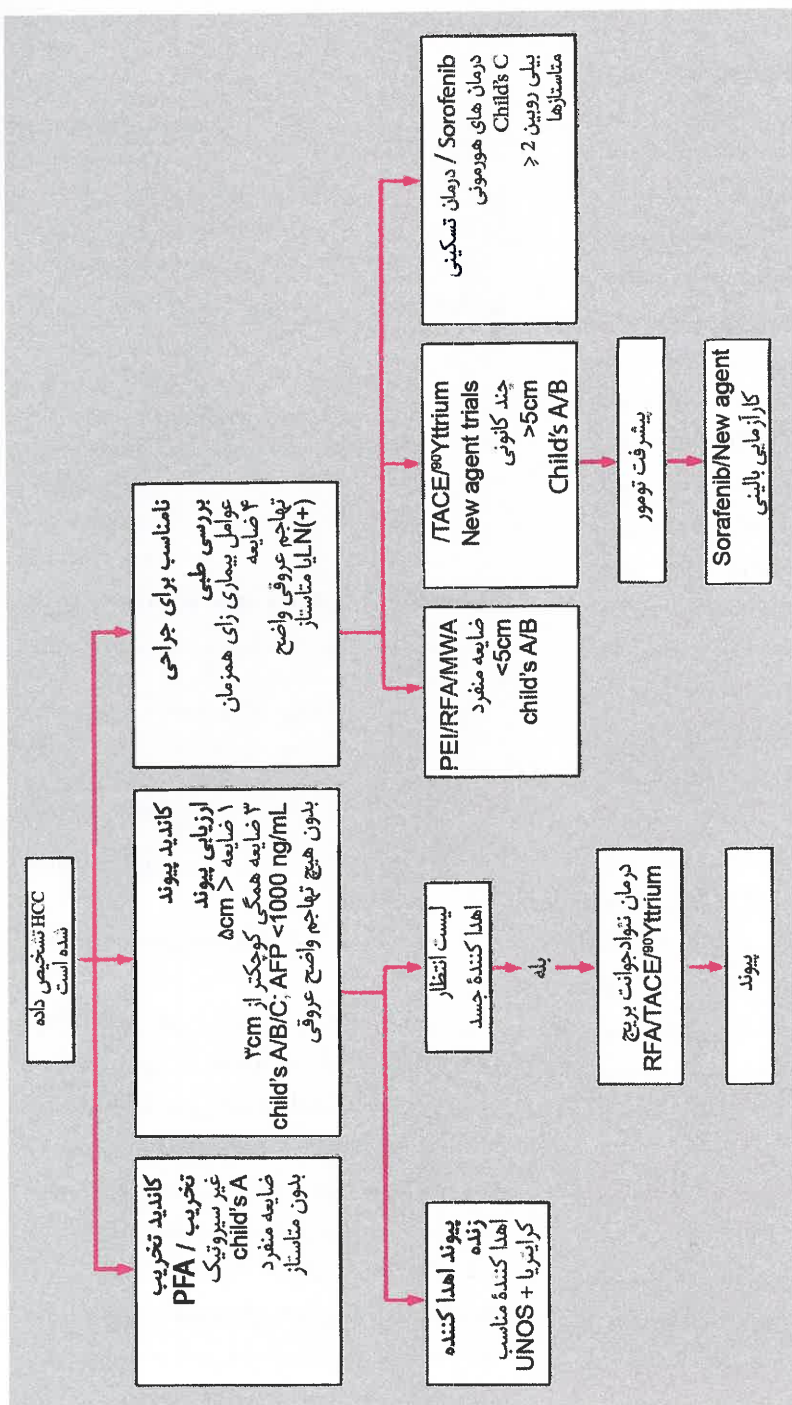 HCC تشخیص داده
شده است
کاندید تخریب
تخریب / PFA
غیر سیروتیک
child's A
ضایعه منفرد
بدون متاستاز
کاندید پیوند
ارزیابی پیوند
۱ ضایعه > ۵cm
۳ ضایعه همگی کوچکتر از ۳cm
child's A/B/C; AFP <1000 ng/mL
بدون هیچ تهاجم واضح عروقی
نامناسب برای جراحی
بررسی طبی
عوامل بیماری زای همزمان
۴ ضایعه
تهاجم عروقی واضح
LN(+)یا متاستاز
پیوند اهدا کننده
زنده
اهدا کنندهٔ مناسب
کرایتریا + UNOS
لیست انتظار
اهدا کنندهٔ جسد
بله
درمان نئوادجوانت بریج
RFA/TACE/⁹⁰Yttrium
پیوند
PEI/RFA/MWA
ضایعه منفرد
<5cm
child's A/B
/TACE/⁹⁰Yttrium
New agent trials
چند کانونی
>5cm
Child's A/B
پیشرفت تومور
Sorafenib/New agent
کارآزمایی بالینی
درمان تسکینی / Sorofenib
درمان های هورمونی
Child's C
بیلی روبین 2 ⩾
متاستازها